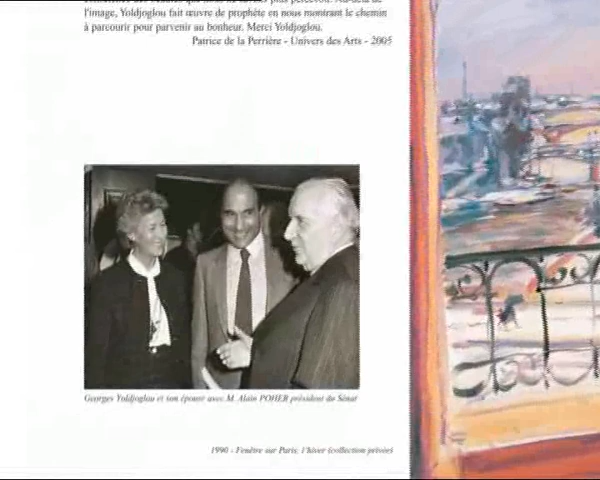 l'image, Yoldjoglou fait œuvre de prophète en nous montrant le chemin
à parcourir pour parvenir au bonheur. Merci Yoldjoglou.
Patrice de la Perrière - Univers des Arts - 2005
Georges Yoldjoglou et son épouse avec M. Alain POHER président du Sénat
1990 - Fenêtre sur Paris, l'hiver (collection privée)